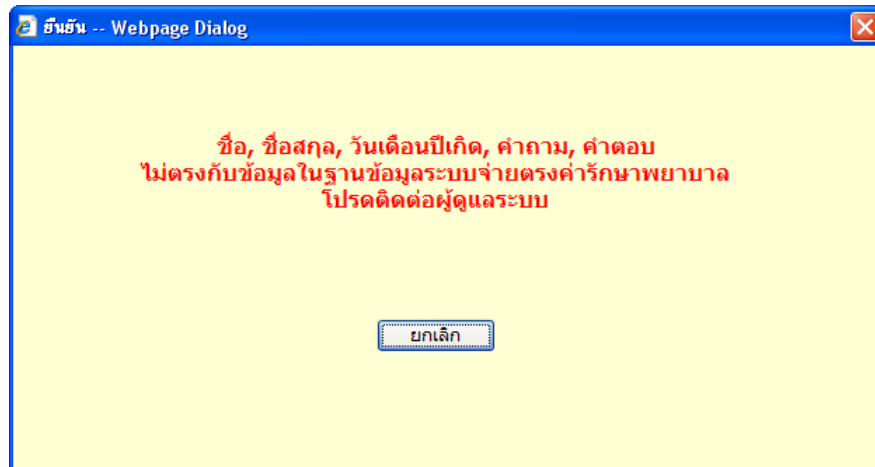 ยืนยัน -- Webpage Dialog
ชื่อ, ชื่อสกุล, วันเดือนปีเกิด, คำถาม, คำตอบ
ไม่ตรงกับข้อมูลในฐานข้อมูลระบบจ่ายตรงค่ารักษาพยาบาล
โปรดติดต่อผู้ดูแลระบบ
ยกเลิก